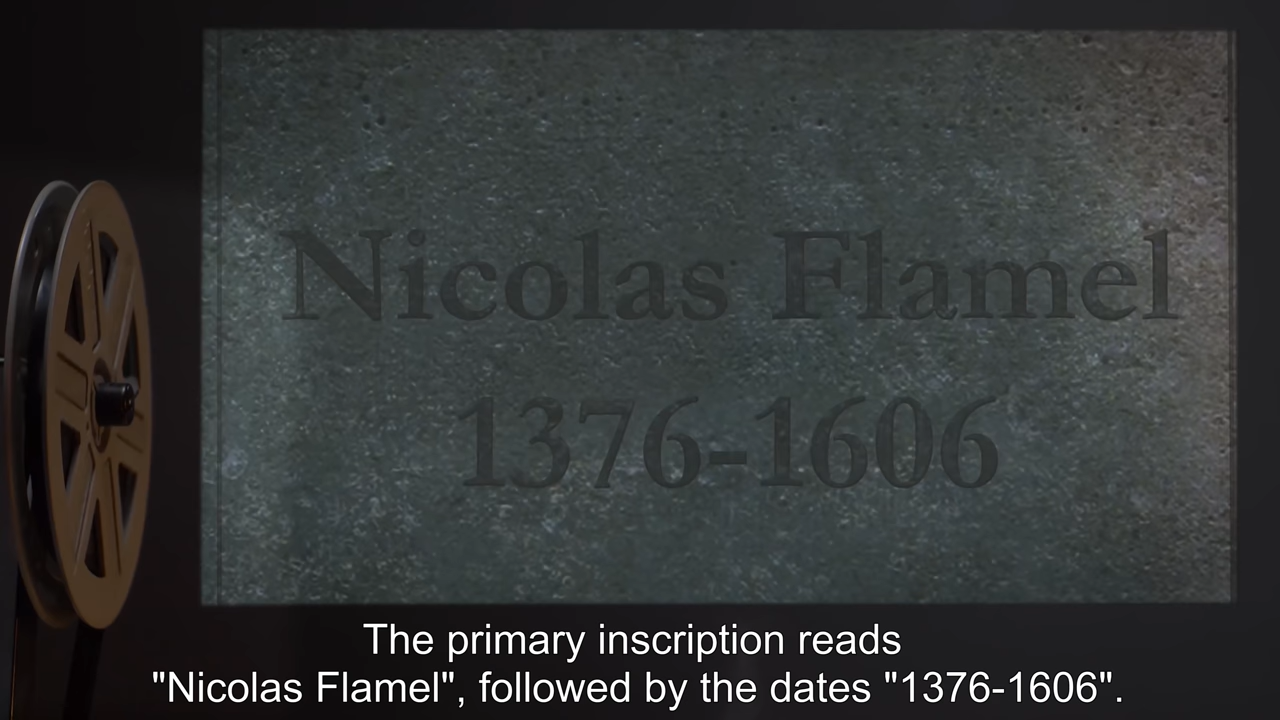 Nicolas Flamel
1376-1606
The primary inscription reads
"Nicolas Flamel", followed by the dates "1376-1606".